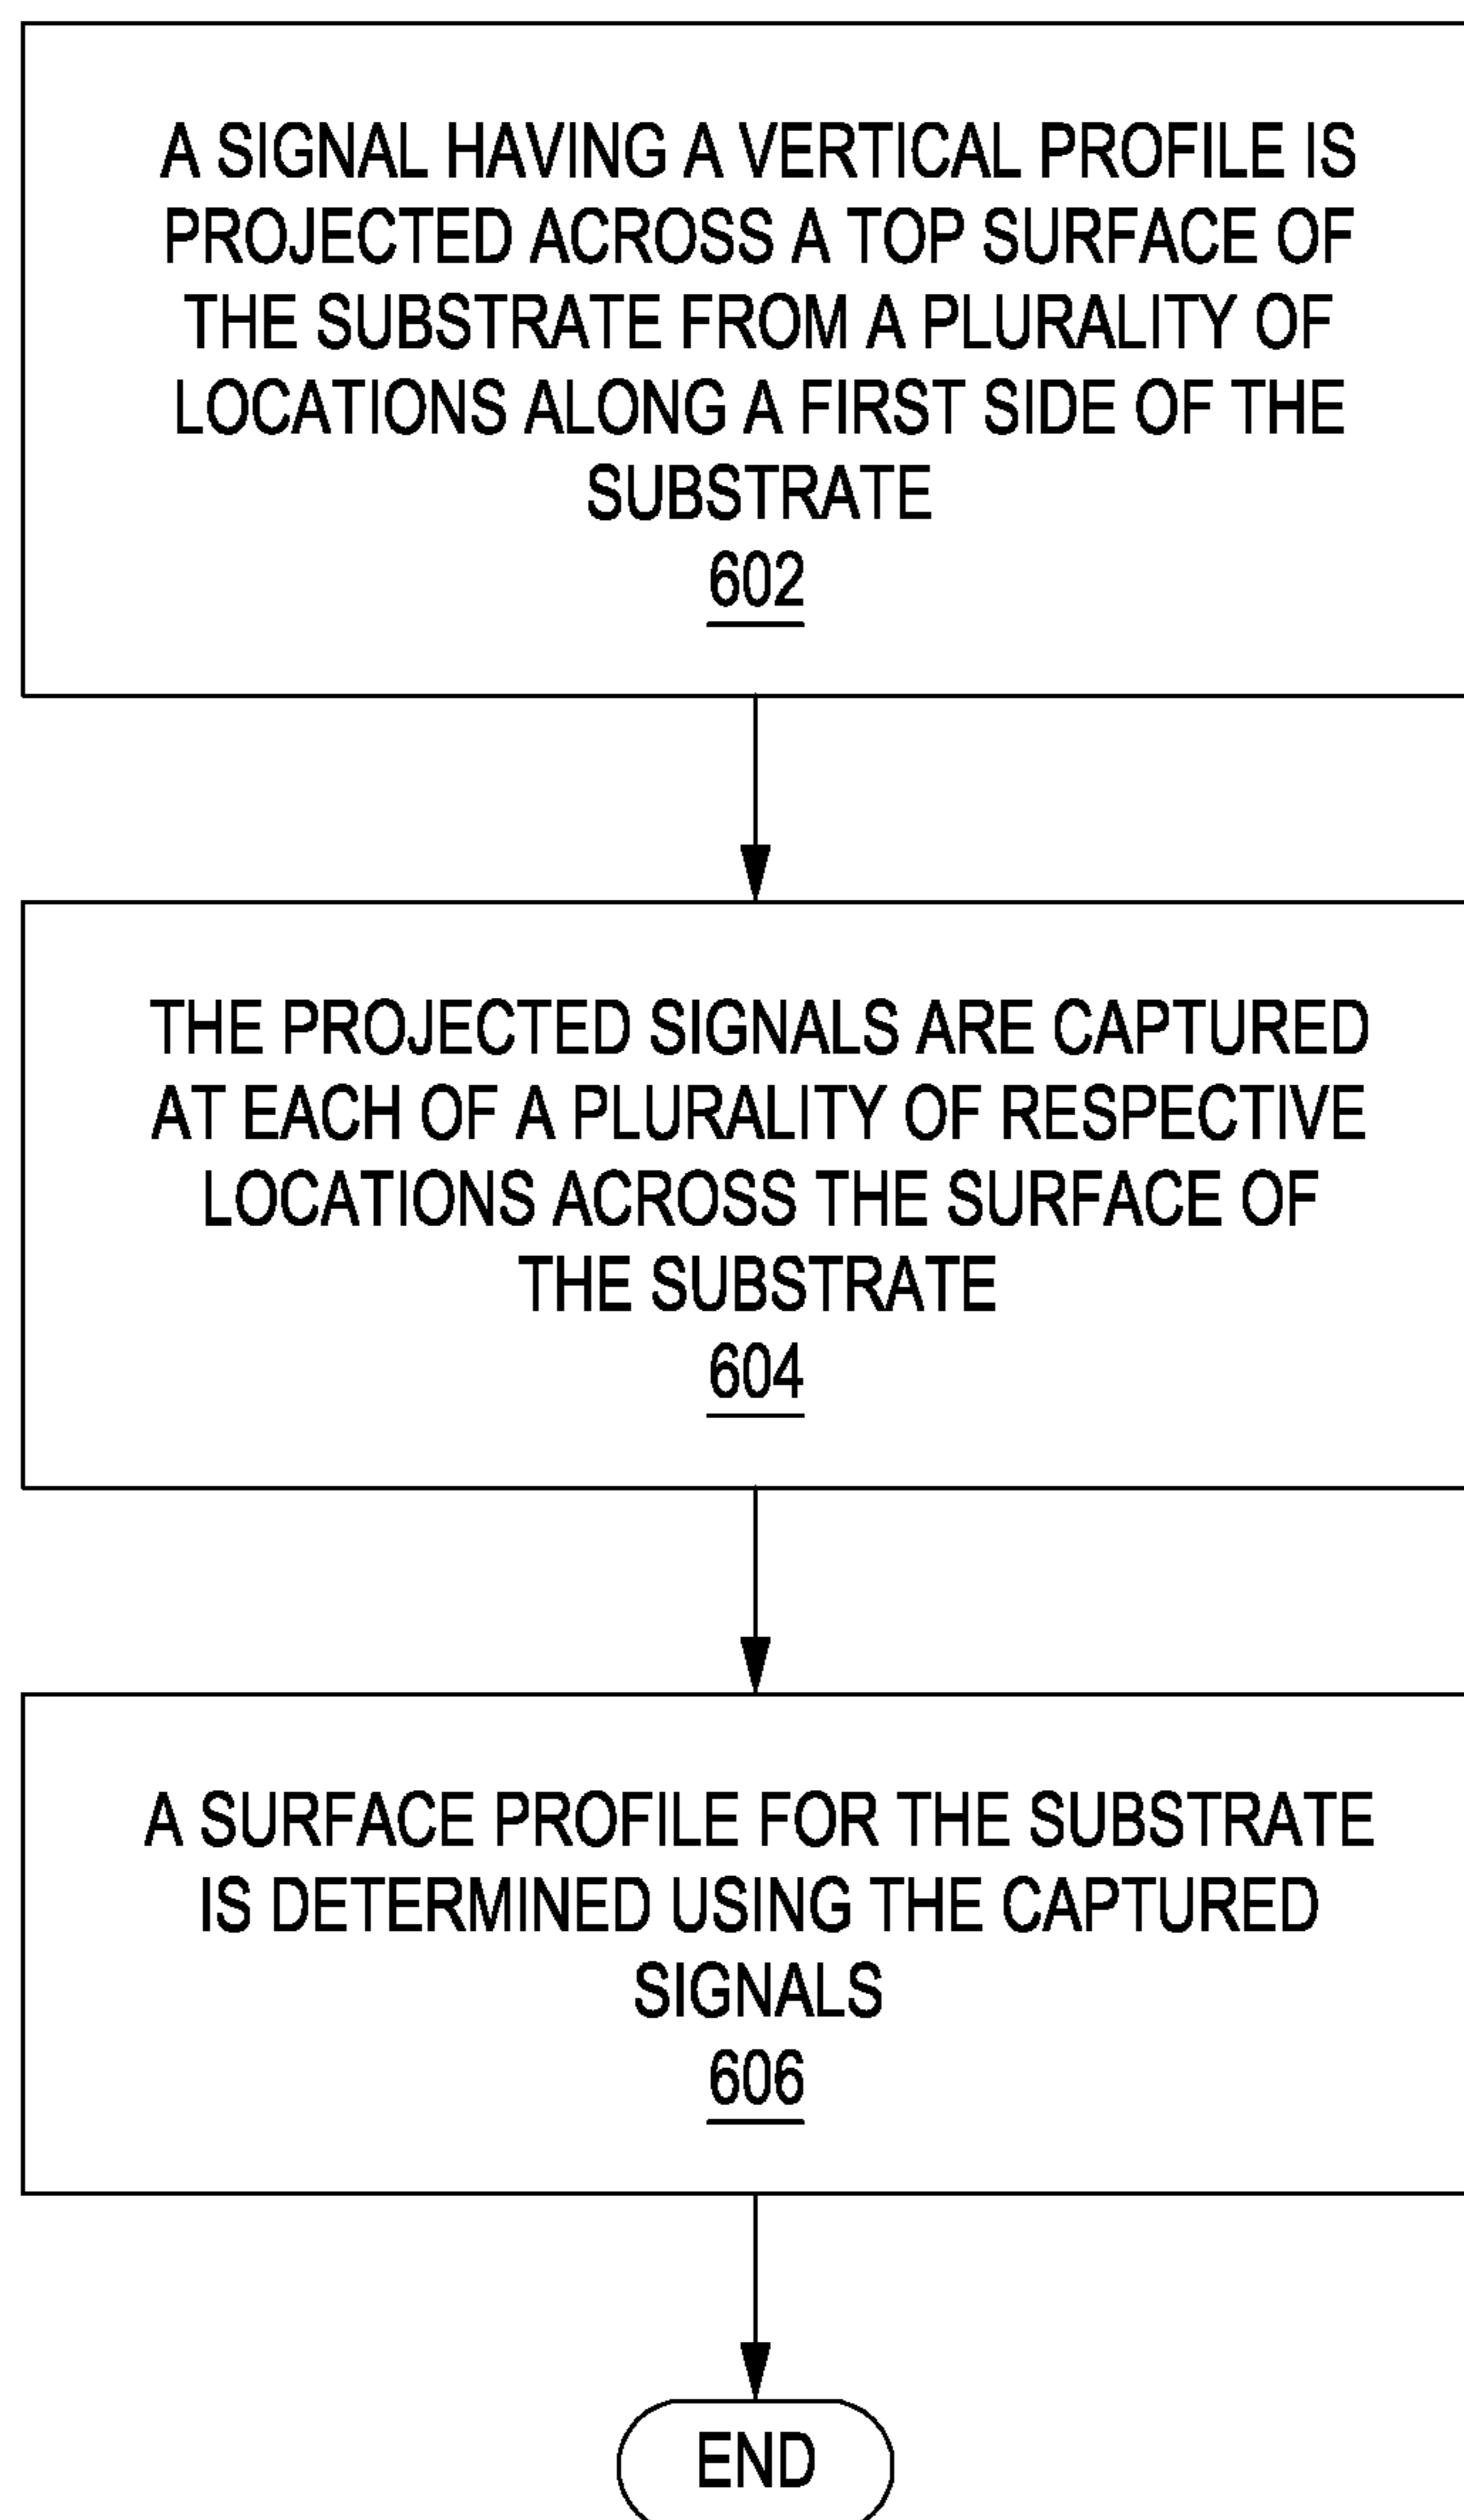 A SIGNAL HAVING A VERTICAL PROFILE IS
PROJECTED ACROSS A TOP SURFACE OF
THE SUBSTRATE FROM A PLURALITY OF
LOCATIONS ALONG A FIRST SIDE OF THE
SUBSTRATE
602
THE PROJECTED SIGNALS ARE CAPTURED
AT EACH OF A PLURALITY OF RESPECTIVE
LOCATIONS ACROSS THE SURFACE OF
THE SUBSTRATE
604
A SURFACE PROFILE FOR THE SUBSTRATE
IS DETERMINED USING THE CAPTURED
SIGNALS
606
END